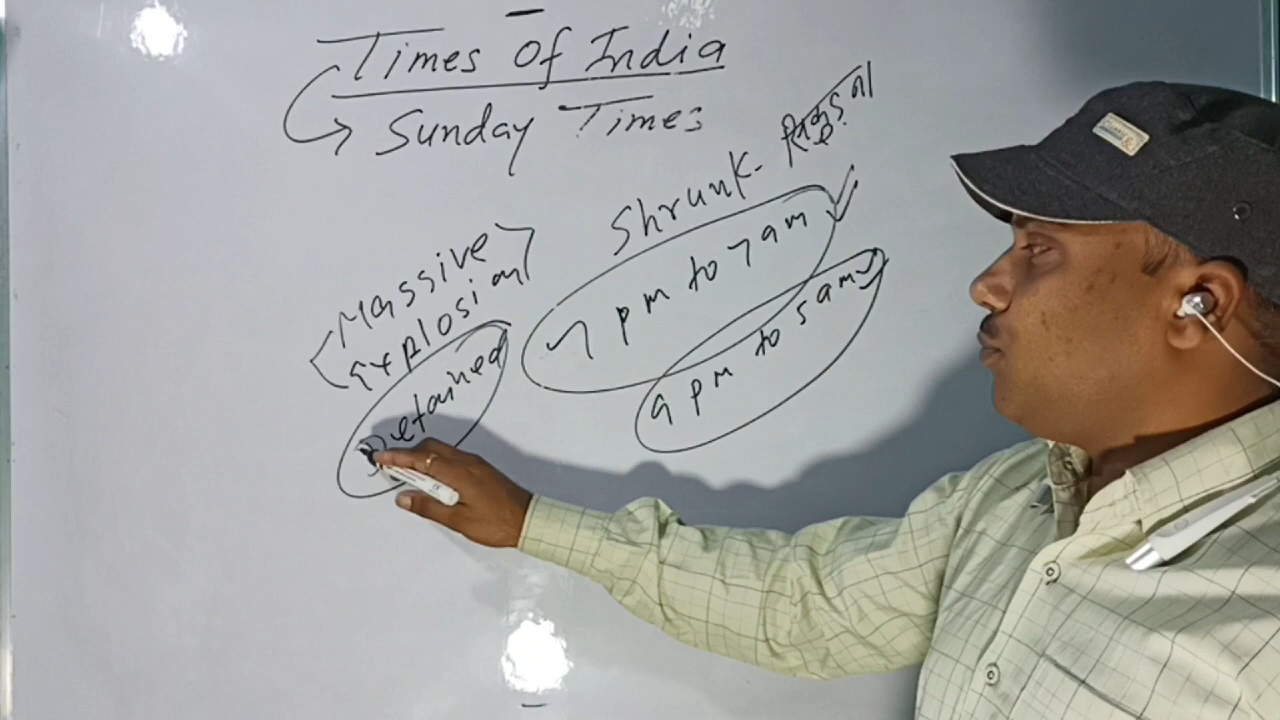 Times Of India
Sunday Times
Shrunk - सिकुड़ना
7 pm to 7 am
9 pm to 5 am
Massive
Explosion
Detained